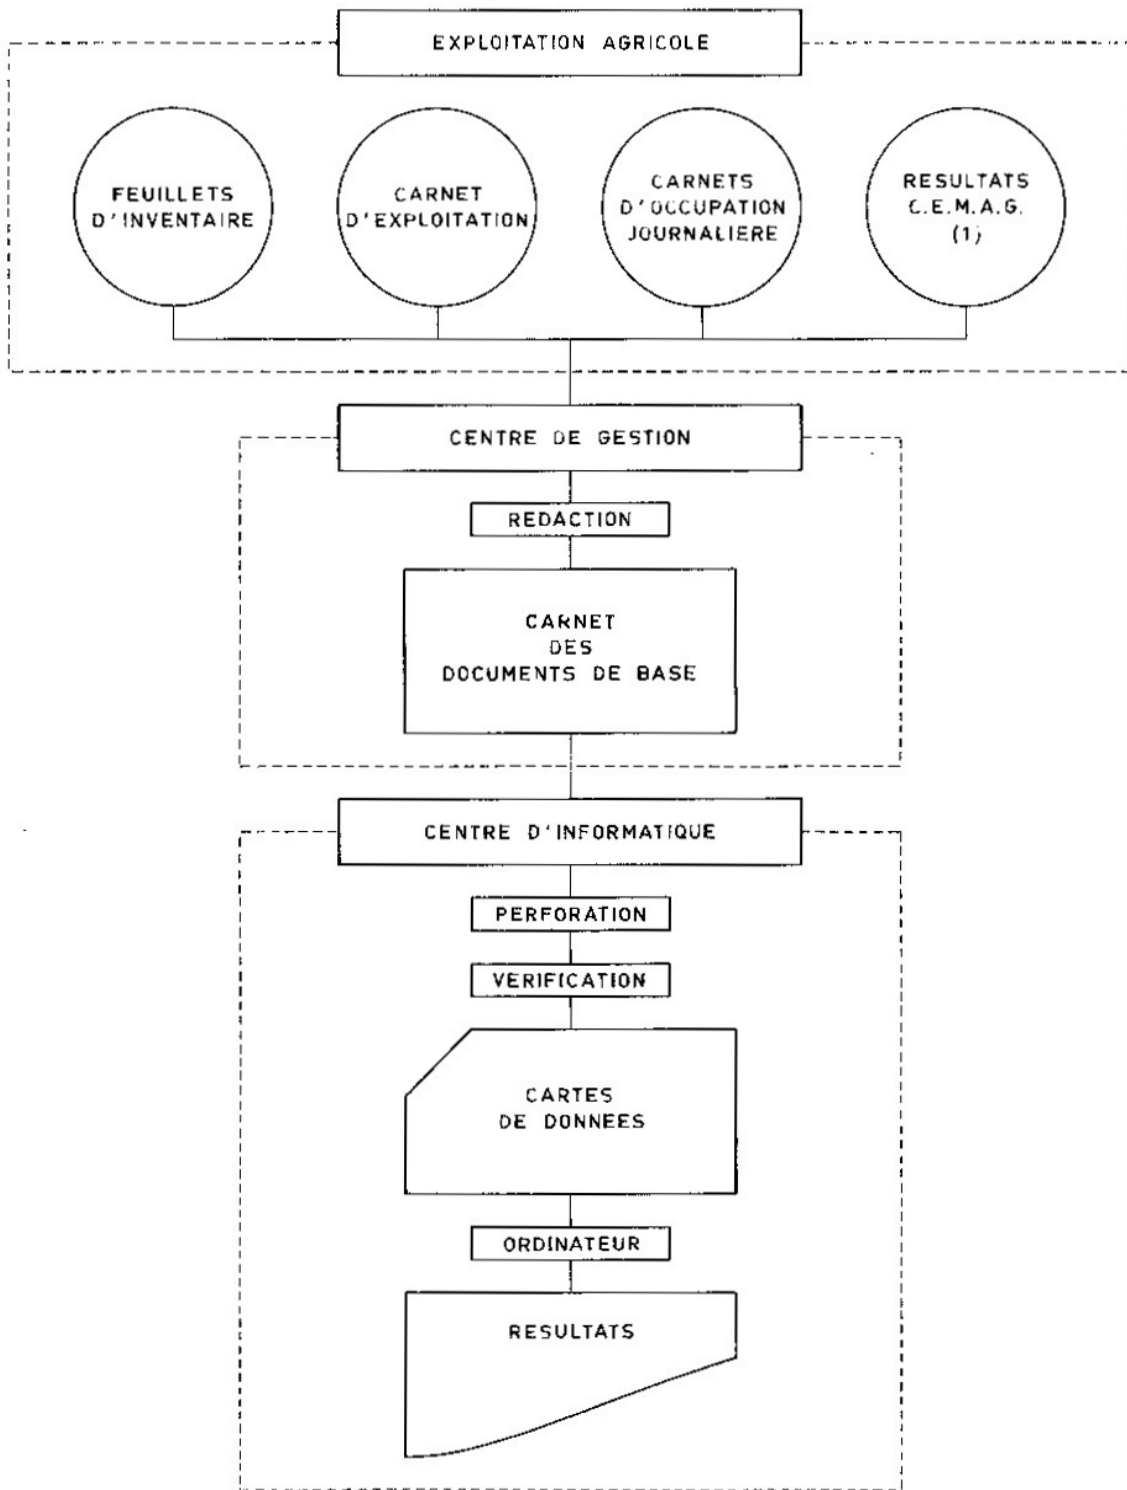 EXPLOITATION AGRICOLE
FEUILLETS
D'INVENTAIRE
CARNET
D'EXPLOITATION
CARNETS
D'OCCUPATION
JOURNALIERE
RESULTATS
C.E.M.A.G.
(1)
CENTRE DE GESTION
REDACTION
CARNET
DES
DOCUMENTS DE BASE
CENTRE D'INFORMATIQUE
PERFORATION
VERIFICATION
CARTES
DE DONNEES
ORDINATEUR
RESULTATS